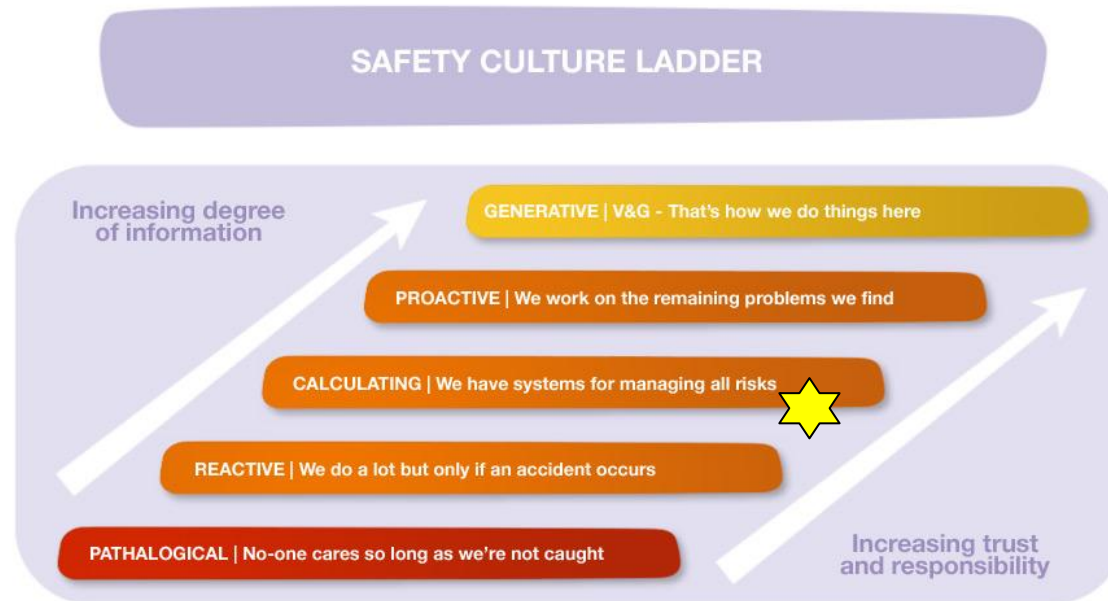 SAFETY CULTURE LADDER
Increasing degree
of information
GENERATIVE | V&G - That's how we do things here
PROACTIVE | We work on the remaining problems we find
CALCULATING | We have systems for managing all risks
REACTIVE | We do a lot but only if an accident occurs
PATHALOGICAL | No-one cares so long as we're not caught
Increasing trust
and responsibility